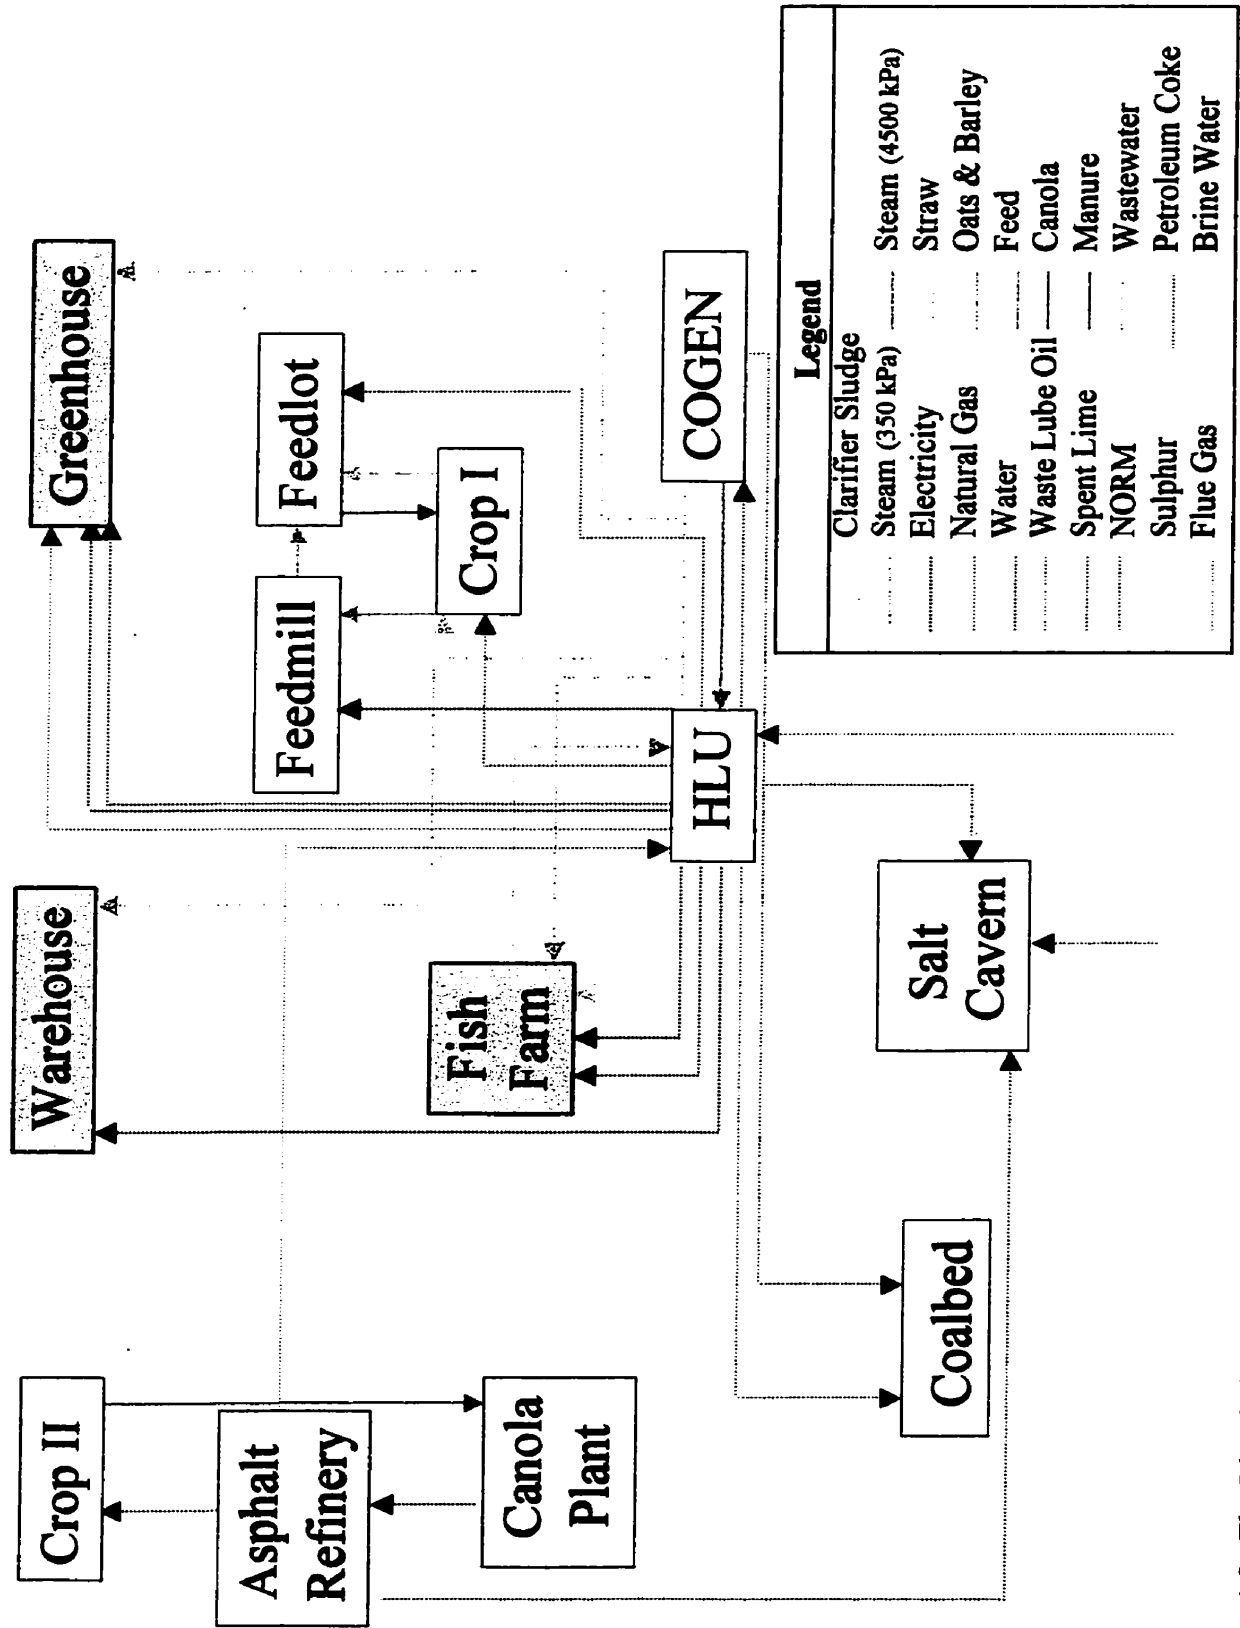 Crop II
Asphalt
Refinery
Canola
Plant
Warehouse
Fish
Farm
Coalbed
Salt
Cavern
Greenhouse
Feedmill
Feedlot
Crop I
HLU
COGEN
Legend
Clarifier Sludge
Steam (350 kPa) Steam (4500 kPa)
Electricity Straw
Natural Gas Oats & Barley
Water Feed
Waste Lube Oil Canola
Spent Lime Manure
NORM Wastewater
Sulphur Petroleum Coke
Flue Gas Brine Water